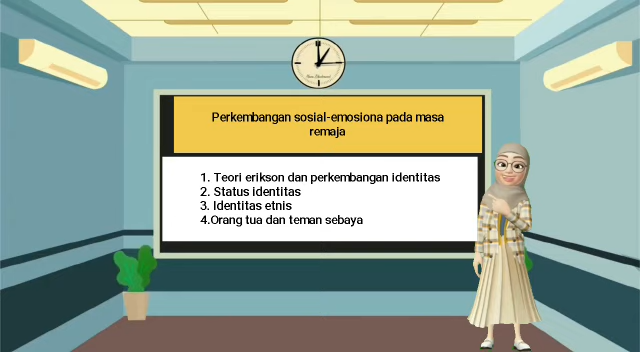 Perkembangan sosial-emosiona pada masa
remaja
1. Teori erikson dan perkembangan identitas
2. Status identitas
3. Identitas etnis
4.Orang tua dan teman sebaya